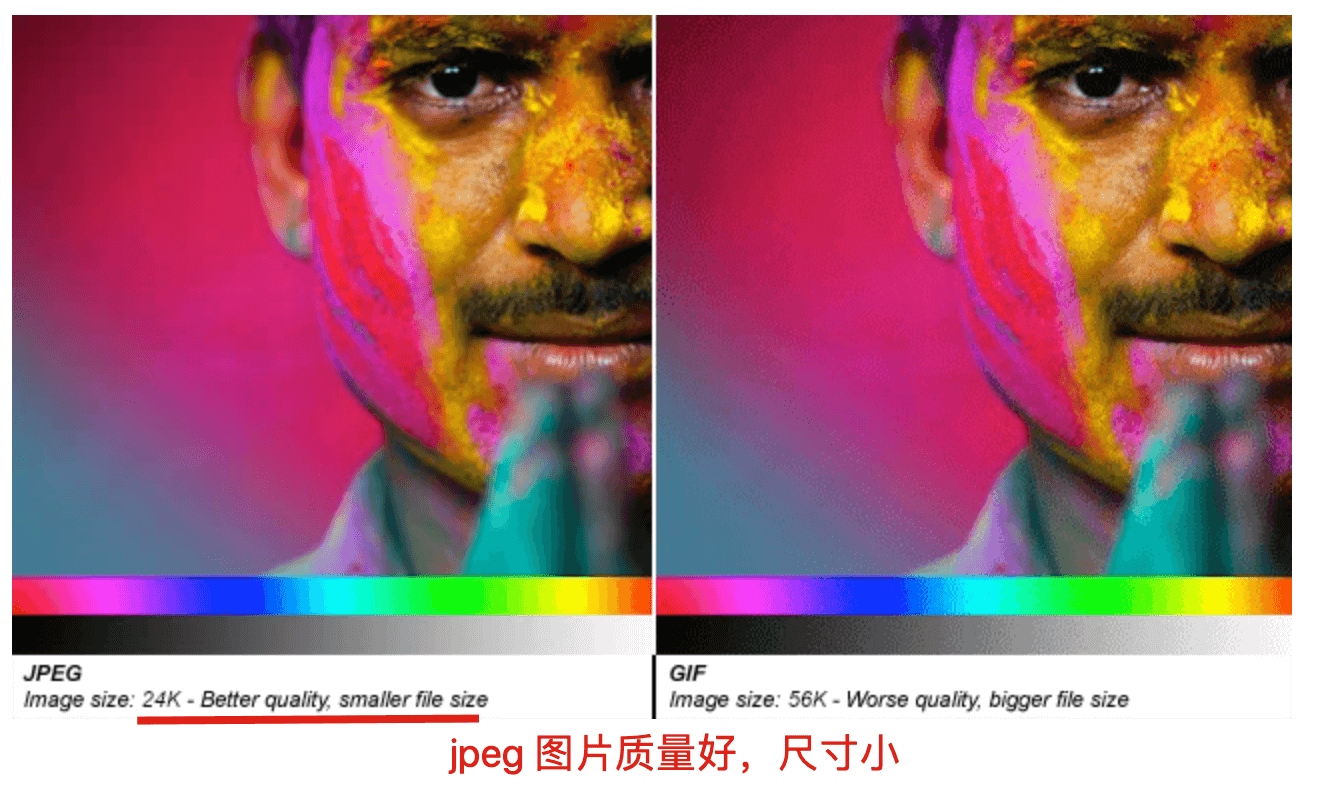 JPEG
Image size: 24K - Better quality, smaller file size
GIF
Image size: 56K - Worse quality, bigger file size
jpeg 图片质量好，尺寸小